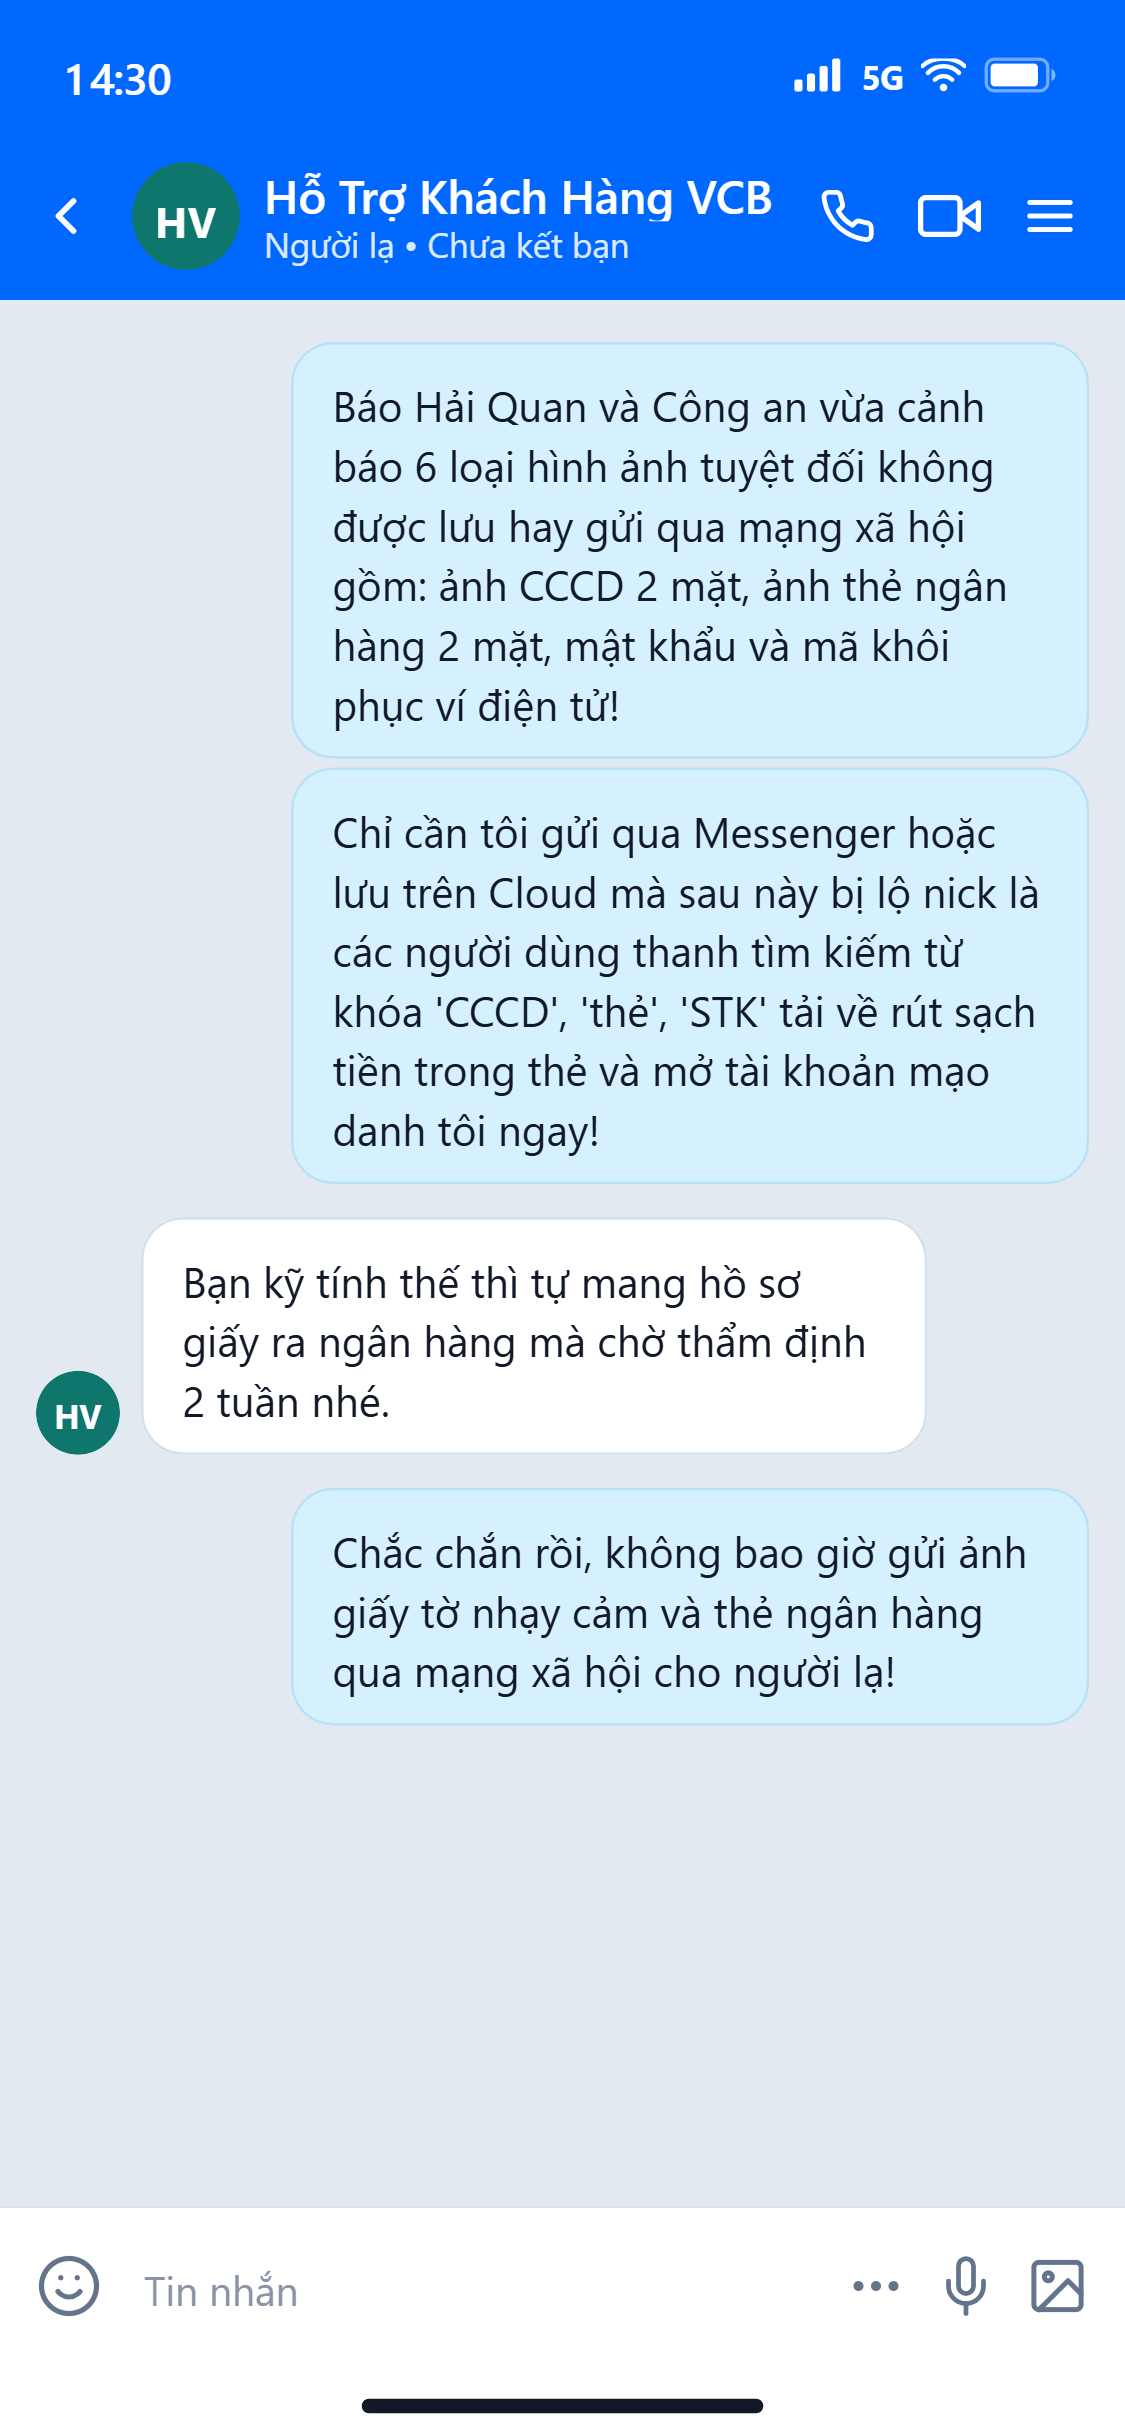 14:30
5G
HV
Hỗ Trợ Khách Hàng VCB
Người lạ • Chưa kết bạn
Báo Hải Quan và Công an vừa cảnh
báo 6 loại hình ảnh tuyệt đối không
được lưu hay gửi qua mạng xã hội
gồm: ảnh CCCD 2 mặt, ảnh thẻ ngân
hàng 2 mặt, mật khẩu và mã khôi
phục ví điện tử!
Chỉ cần tôi gửi qua Messenger hoặc
lưu trên Cloud mà sau này bị lộ nick là
các người dùng thanh tìm kiếm từ
khóa 'CCCD', 'thẻ', 'STK' tải về rút sạch
tiền trong thẻ và mở tài khoản mạo
danh tôi ngay!
Bạn kỹ tính thế thì tự mang hồ sơ
giấy ra ngân hàng mà chờ thẩm định
2 tuần nhé.
HV
Chắc chắn rồi, không bao giờ gửi ảnh
giấy tờ nhạy cảm và thẻ ngân hàng
qua mạng xã hội cho người lạ!
Tin nhắn